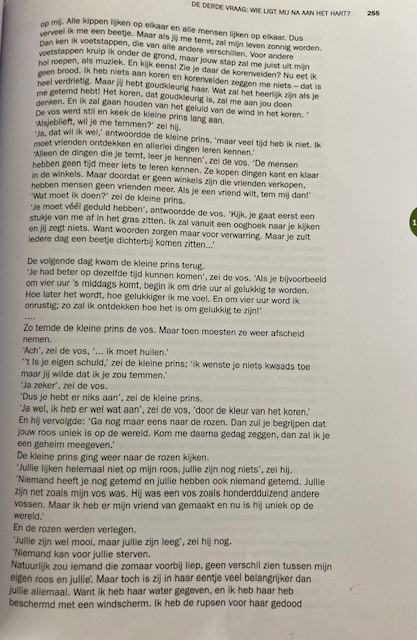 DE DERDE VRAAG: WIE LIGT MIJ NA AAN HET HART? 255
op mij. Alle kippen lijken op elkaar en alle mensen lijken op elkaar. Dus
verveel ik me een beetje. Maar als jij me temt, zal mijn leven zonnig worden.
Dan ken ik voetstappen, die van alle andere verschillen. Voor andere
voetstappen kruip ik onder de grond, maar jouw stap zal me juist uit mijn
hol roepen, als muziek. En kijk eens! Zie je daar de korenvelden? Nu eet ik
geen brood. Ik heb niets aan koren en korenvelden zeggen me niets – dat is
heel verdrietig. Maar jij hebt goudkleurig haar. Wat zal het heerlijk zijn als je
me getemd hebt! Het koren, dat goudkleurig is, zal me aan jou doen
denken. En ik zal gaan houden van het geluid van de wind in het koren. '
De vos werd stil en keek de kleine prins lang aan.
'Alsjeblieft, wil je me temmen?' zei hij.
'Ja, dat wil ik wel,' antwoordde de kleine prins, 'maar veel tijd heb ik niet. Ik
moet vrienden ontdekken en allerlei dingen leren kennen.'
'Alleen de dingen die je temt, leer je kennen', zei de vos. 'De mensen
hebben geen tijd meer iets te leren kennen. Ze kopen dingen kant en klaar
in de winkels. Maar doordat er geen winkels zijn die vrienden verkopen,
hebben mensen geen vrienden meer. Als je een vriend wilt, tem mij dan!'
'Wat moet ik doen?' zei de kleine prins.
'Je moet véél geduld hebben', antwoordde de vos. 'Kijk, je gaat eerst een
stukje van me af in het gras zitten. Ik zal vanuit een ooghoek naar je kijken
en jij zegt niets. Want woorden zorgen maar voor verwarring. Maar je zult
iedere dag een beetje dichterbij komen zitten...'
De volgende dag kwam de kleine prins terug.
'Je had beter op dezelfde tijd kunnen komen', zei de vos. 'Als je bijvoorbeeld
om vier uur 's middags komt, begin ik om drie uur al gelukkig te worden.
Hoe later het wordt, hoe gelukkiger ik me voel. En om vier uur word ik
onrustig; zo zal ik ontdekken hoe het is om gelukkig te zijn!'
....
Zo temde de kleine prins de vos. Maar toen moesten ze weer afscheid
nemen.
'Ach', zei de vos, '... ik moet huilen.'
''t Is je eigen schuld,' zei de kleine prins; 'ik wenste je niets kwaads toe
maar jij wilde dat ik je zou temmen.'
'Ja zeker', zei de vos.
'Dus je hebt er niks aan', zei de kleine prins.
'Ja wel, ik heb er wel wat aan', zei de vos, 'door de kleur van het koren.'
En hij vervolgde: 'Ga nog maar eens naar de rozen. Dan zul je begrijpen dat
jouw roos uniek is op de wereld. Kom me daarna gedag zeggen, dan zal ik je
een geheim meegeven.'
De kleine prins ging weer naar de rozen kijken.
'Jullie lijken helemaal niet op mijn roos, jullie zijn nog niets', zei hij.
'Niemand heeft je nog getemd en jullie hebben ook niemand getemd. Jullie
zijn net zoals mijn vos was. Hij was een vos zoals honderdduizend andere
vossen. Maar ik heb er mijn vriend van gemaakt en nu is hij uniek op de
wereld.'
En de rozen werden verlegen.
'Jullie zijn wel mooi, maar jullie zijn leeg', zei hij nog.
'Niemand kan voor jullie sterven.
Natuurlijk zou iemand die zomaar voorbij liep, geen verschil zien tussen mijn
eigen roos en jullie'. Maar toch is zij in haar eentje veel belangrijker dan
jullie allemaal. Want ik heb haar water gegeven, en ik heb haar heb
beschermd met een windscherm. Ik heb de rupsen voor haar gedood
1